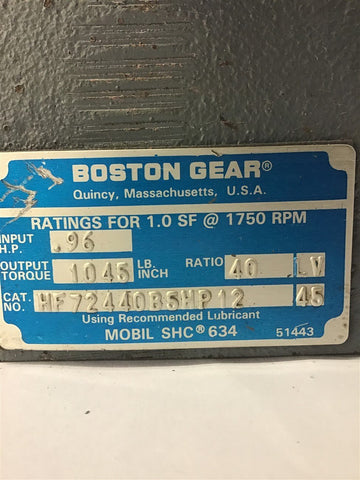 BOSTON GEAR®
Quincy, Massachusetts, U.S.A.
RATINGS FOR 1.0 SF @ 1750 RPM
INPUT H.P. .96
OUTPUT TORQUE 1045 LB. INCH RATIO 40 LV
CAT. NO. HF72440B5HP12 45
Using Recommended Lubricant
MOBIL SHC® 634 51443